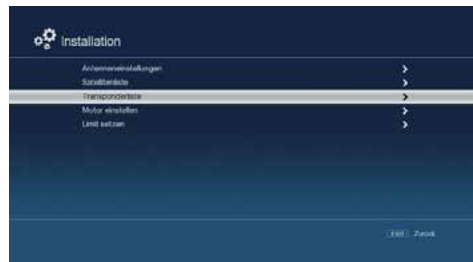 Installation
Antenneneinstellungen
Satellitenliste
Transponderliste
Motor einstellen
Limit setzen
Exit Zurück